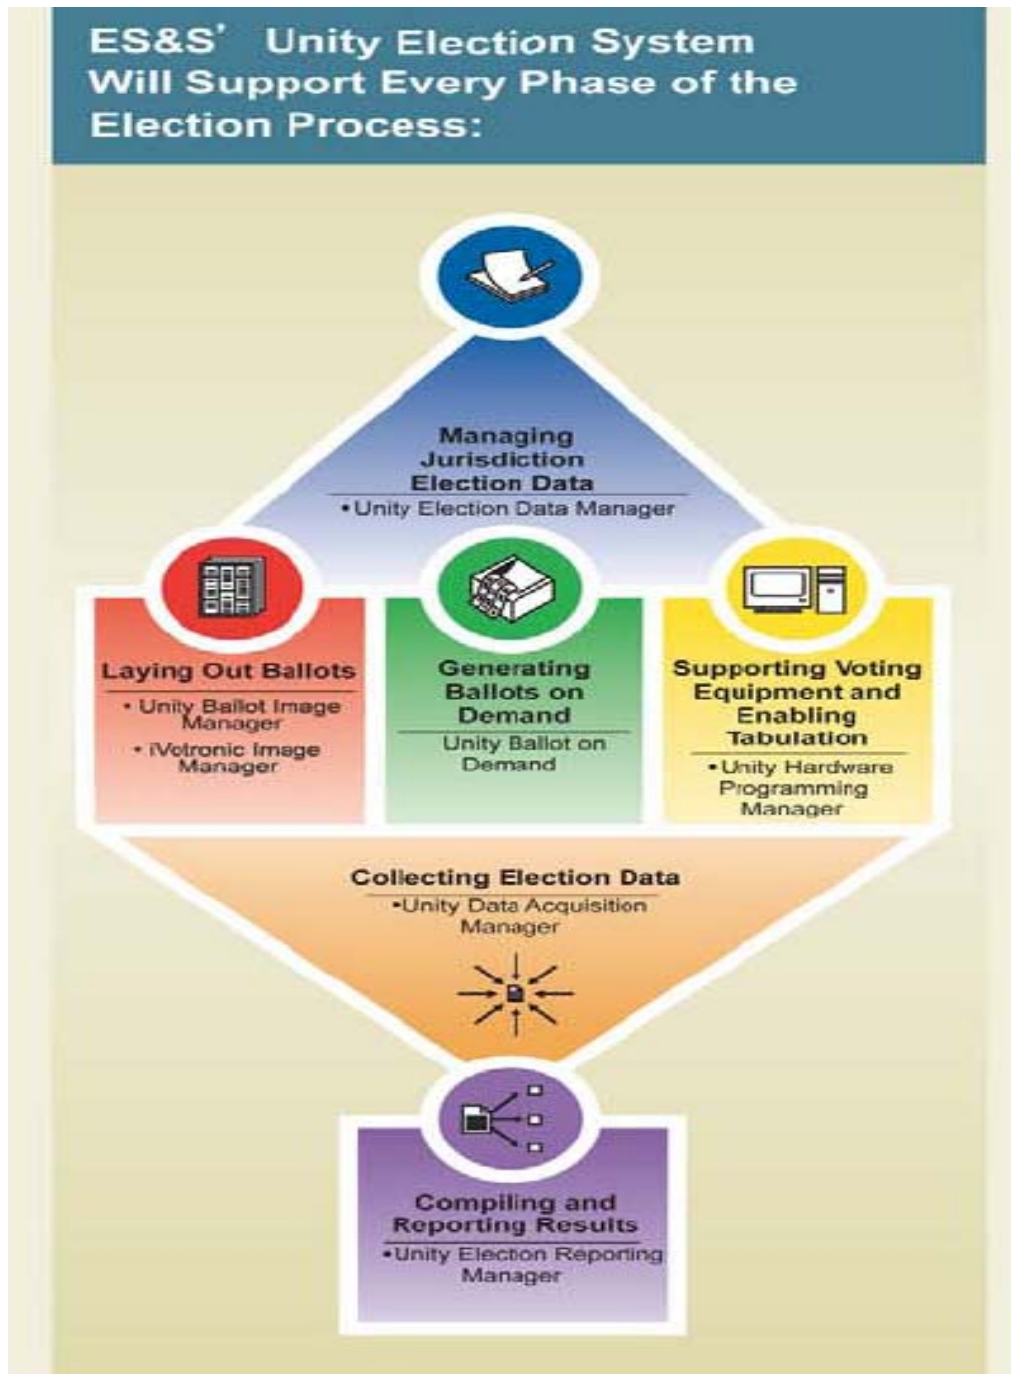 ES&S' Unity Election System
Will Support Every Phase of the
Election Process:
Managing
Jurisdiction
Election Data
•Unity Election Data Manager
Laying Out Ballots
• Unity Ballot Image
Manager
• iVotronic Image
Manager
Generating
Ballots on
Demand
Unity Ballot on
Demand
Supporting Voting
Equipment and
Enabling
Tabulation
•Unity Hardware
Programming
Manager
Collecting Election Data
•Unity Data Acquisition
Manager
Compiling and
Reporting Results
•Unity Election Reporting
Manager